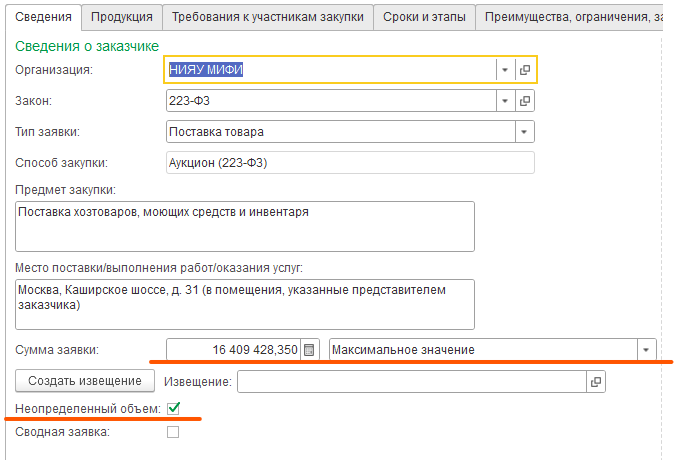 Сведения Продукция Требования к участникам закупки Сроки и этапы Преимущества, ограничения, за
Сведения о заказчике
Организация: НИЯУ МИФИ
Закон: 223-ФЗ
Тип заявки: Поставка товара
Способ закупки: Аукцион (223-ФЗ)
Предмет закупки:
Поставка хозтоваров, моющих средств и инвентаря
Место поставки/выполнения работ/оказания услуг:
Москва, Каширское шоссе, д. 31 (в помещения, указанные представителем
заказчика)
Сумма заявки: 16 409 428,350 Максимальное значение
Создать извещение Извещение:
Неопределенный объем:
Сводная заявка: